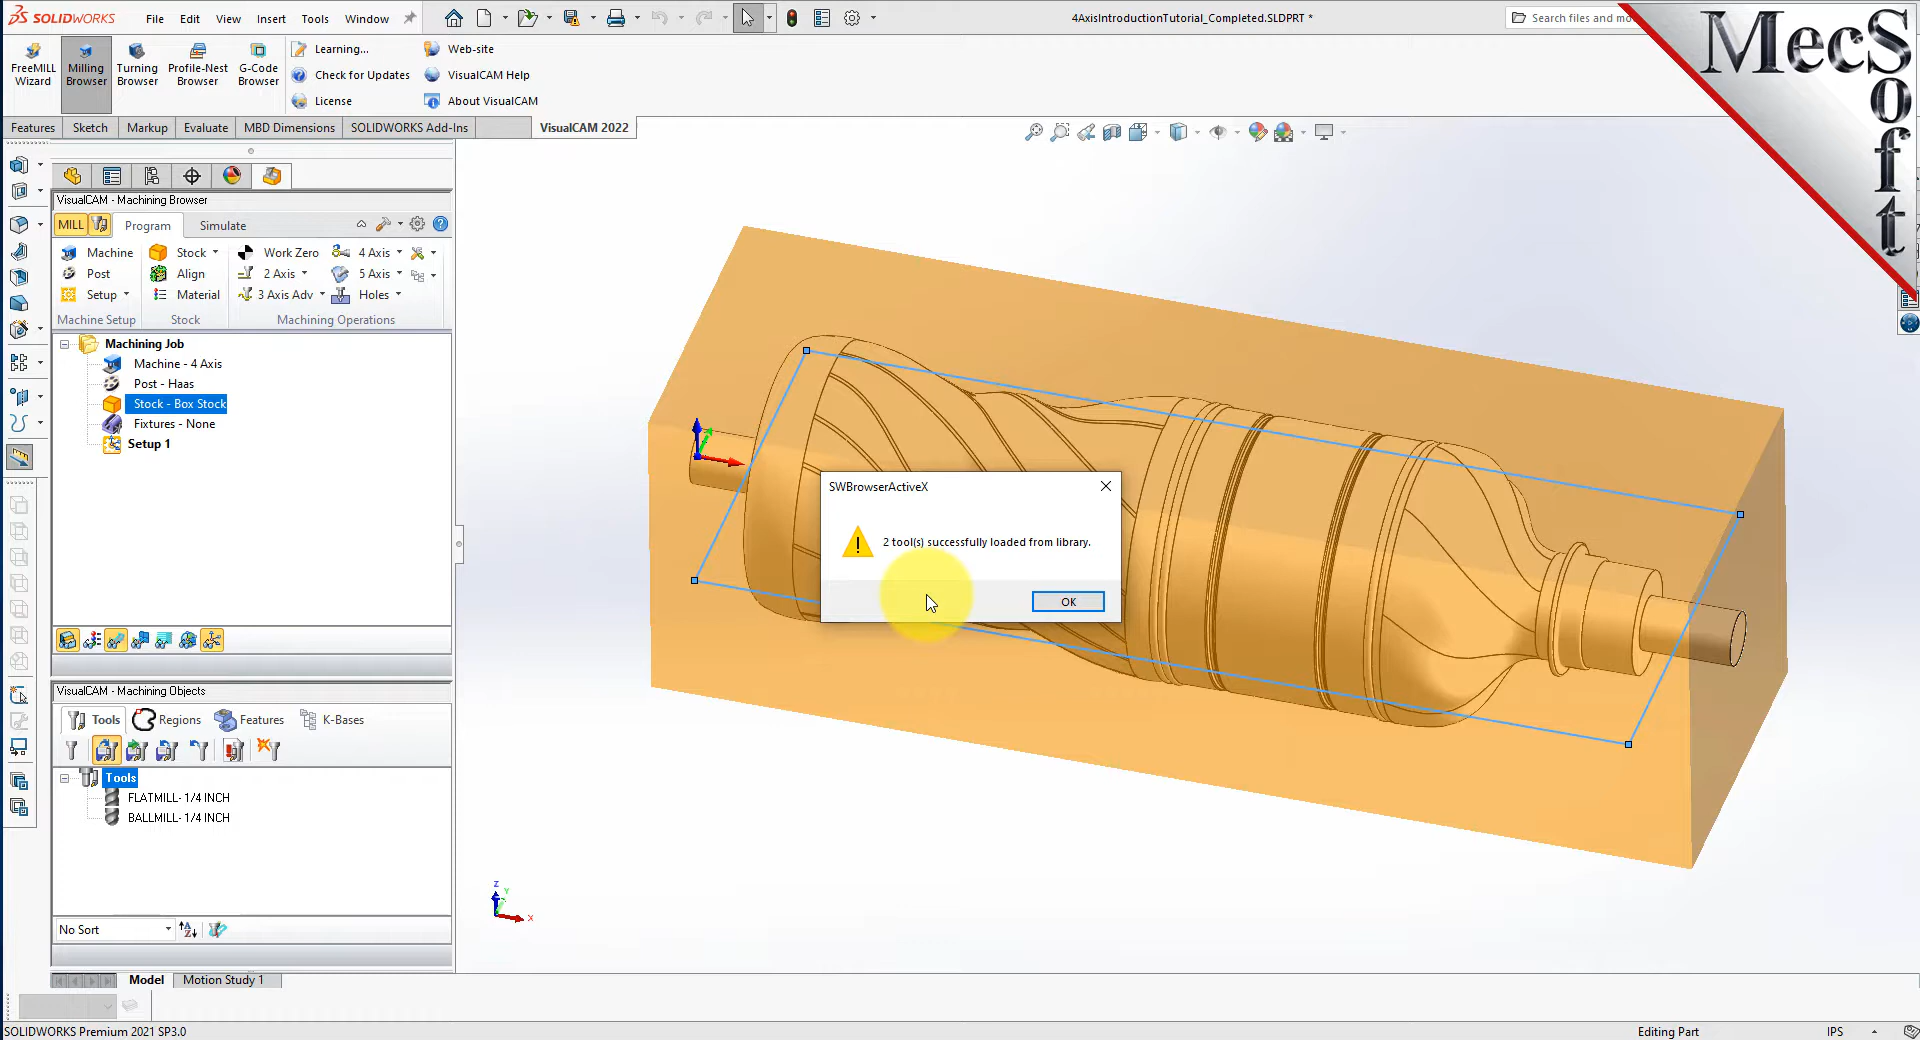 SOLIDWORKS
File Edit View Insert Tools Window
4AxisIntroductionTutorial_Completed.SLDPRT *
Search files and mo
MecSoft
FreeMILL Wizard
Milling Browser
Turning Browser
Profile-Nest Browser
G-Code Browser
Learning...
Check for Updates
License
Web-site
VisualCAM Help
About VisualCAM
Features Sketch Markup Evaluate MBD Dimensions SOLIDWORKS Add-Ins VisualCAM 2022
VisualCAM - Machining Browser
MILL Program Simulate
Machine Stock Work Zero 4 Axis
Post Align 2 Axis 5 Axis
Setup Material 3 Axis Adv Holes
Machine Setup Stock Machining Operations
Machining Job
Machine - 4 Axis
Post - Haas
Stock - Box Stock
Fixtures - None
Setup 1
SWBrowserActiveX
2 tool(s) successfully loaded from library.
OK
VisualCAM - Machining Objects
Tools Regions Features K-Bases
Tools
FLATMILL- 1/4 INCH
BALLMILL- 1/4 INCH
Z
Y
X
No Sort
Model Motion Study 1
SOLIDWORKS Premium 2021 SP3.0
Editing Part
IPS